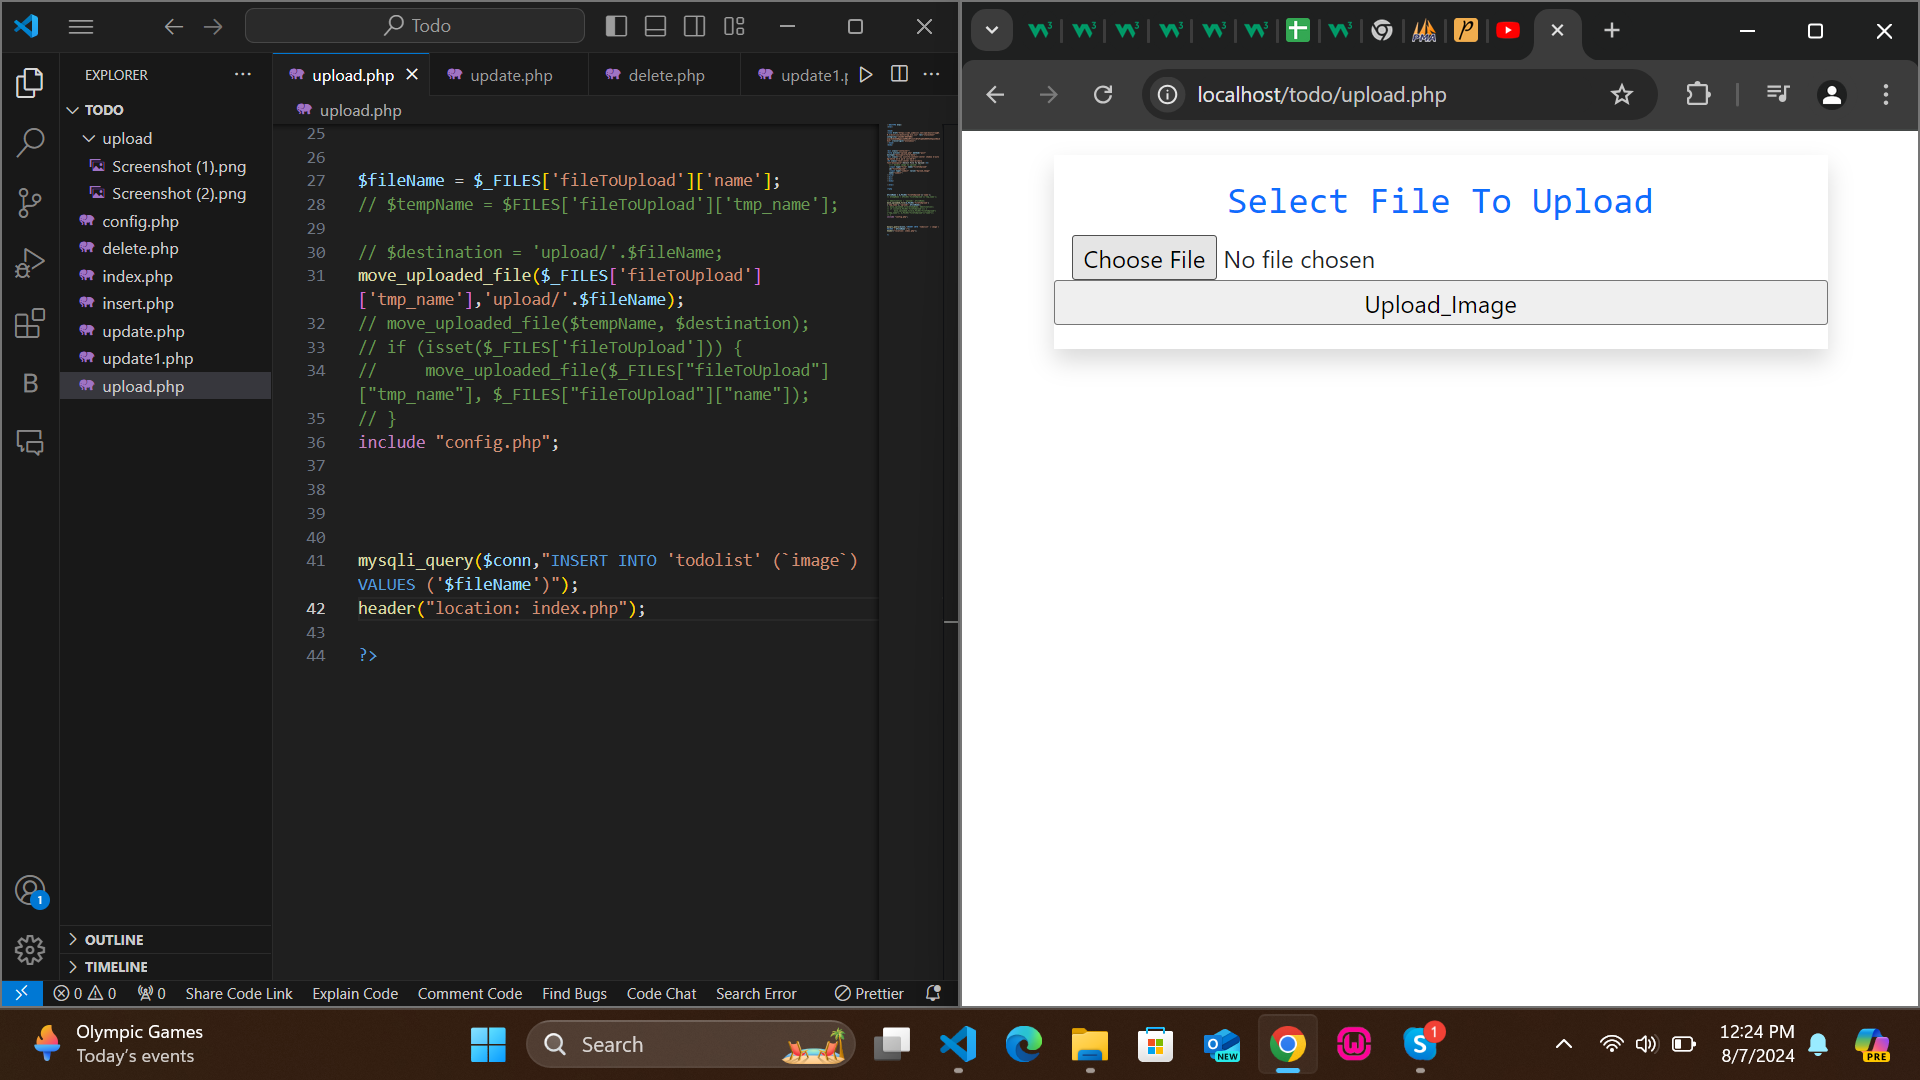 Todo
EXPLORER
TODO
upload
Screenshot (1).png
Screenshot (2).png
config.php
delete.php
index.php
insert.php
update.php
update1.php
upload.php
OUTLINE
TIMELINE
upload.php
update.php
delete.php
update1.p
upload.php
25
26
27 $fileName = $_FILES['fileToUpload']['name'];
28 // $tempName = $FILES['fileToUpload']['tmp_name'];
29
30 // $destination = 'upload/'.$fileName;
31 move_uploaded_file($_FILES['fileToUpload']
['tmp_name'],'upload/'.$fileName);
32 // move_uploaded_file($tempName, $destination);
33 // if (isset($_FILES['fileToUpload'])) {
34 //     move_uploaded_file($_FILES["fileToUpload"]
["tmp_name"], $_FILES["fileToUpload"]["name"]);
35 // }
36 include "config.php";
37
38
39
40
41 mysqli_query($conn,"INSERT INTO 'todolist' (`image`)
VALUES ('$fileName')");
42 header("location: index.php");
43
44 ?>
B
1
0 0 0 Share Code Link Explain Code Comment Code Find Bugs Code Chat Search Error Prettier
localhost/todo/upload.php
Select File To Upload
Choose File No file chosen
Upload_Image
Olympic Games
Today's events
Search
NEW
S
1
12:24 PM
8/7/2024
PRE